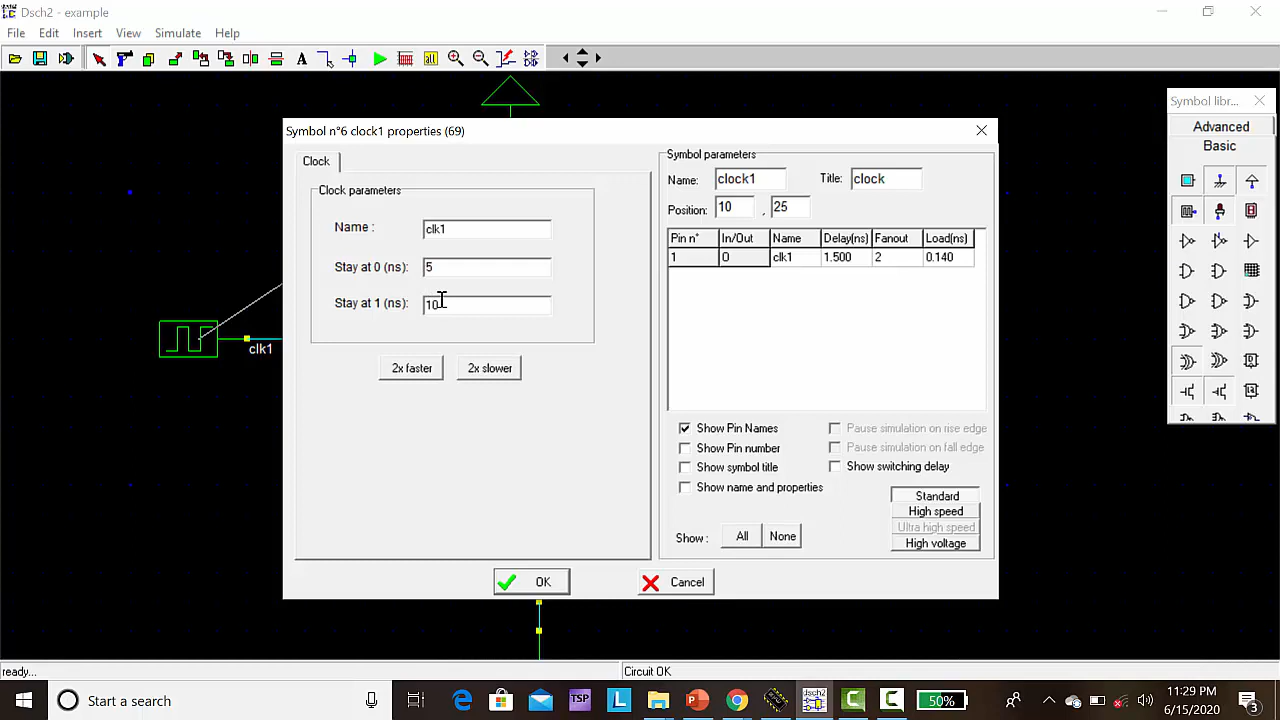 Dsch2 - example
File Edit Insert View Simulate Help
A all
Symbol n°6 clock1 properties (69)
Clock
Clock parameters
Name : clk1
Stay at 0 (ns): 5
Stay at 1 (ns): 10
2x faster 2x slower
Symbol parameters
Name: clock1 Title: clock
Position: 10 , 25
Pin n° In/Out Name Delay(ns) Fanout Load(ns)
1 O clk1 1.500 2 0.140
Show Pin Names
Show Pin number
Show symbol title
Show name and properties
Pause simulation on rise edge
Pause simulation on fall edge
Show switching delay
Standard
High speed
Ultra high speed
High voltage
Show : All None
OK Cancel
clk1
Symbol libr...
Advanced
Basic
ready... Circuit OK
Start a search
TSP L dsch2 50%
11:29 PM
6/15/2020
3